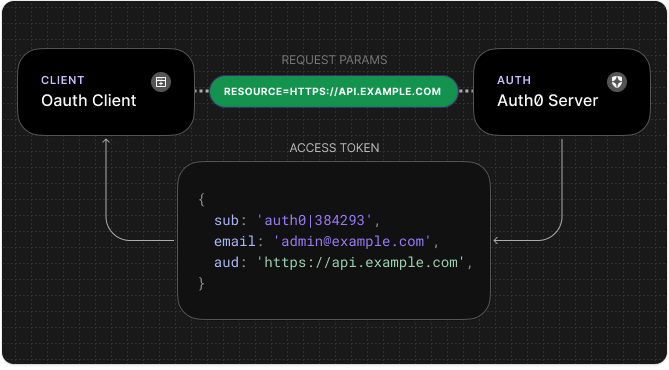 REQUEST PARAMS
CLIENT
Oauth Client
RESOURCE=HTTPS://API.EXAMPLE.COM
AUTH
Auth0 Server
ACCESS TOKEN
{
sub: 'auth0|384293',
email: 'admin@example.com',
aud: 'https://api.example.com',
}